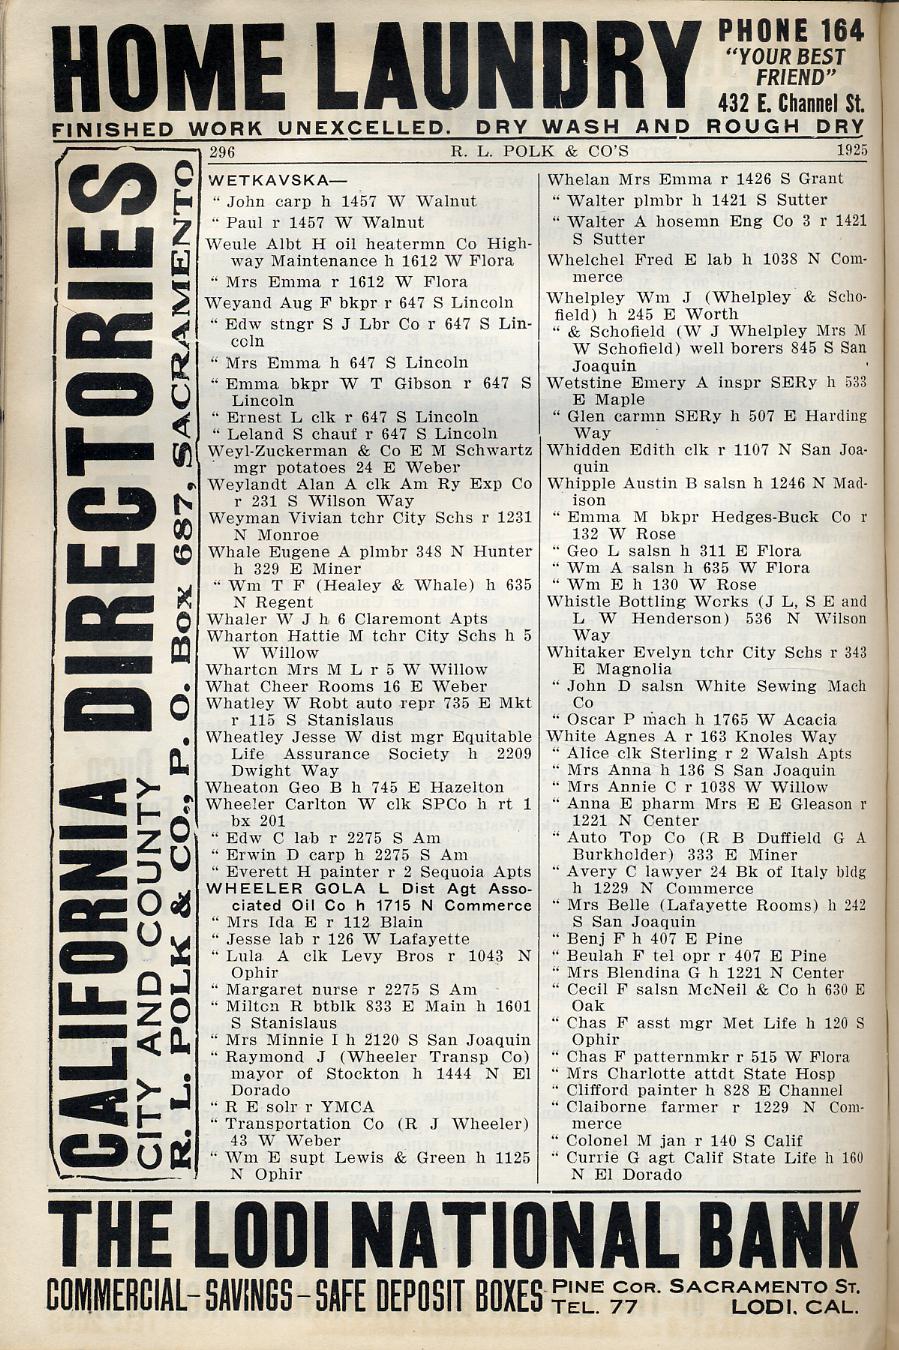 HOME LAUNDRY
PHONE 164
"YOUR BEST
FRIEND"
432 E. Channel St.
FINISHED WORK UNEXCELLED. DRY WASH AND ROUGH DRY
CALIFORNIA DIRECTORIES
CITY AND COUNTY
R. L. POLK & CO., P. O. Box 687, SACRAMENTO
296 R. L. POLK & CO'S 1925
WETKAVSKA—
" John carp h 1457 W Walnut
" Paul r 1457 W Walnut
Weule Albt H oil heatermn Co High-
way Maintenance h 1612 W Flora
" Mrs Emma r 1612 W Flora
Weyand Aug F bkpr r 647 S Lincoln
" Edw stngr S J Lbr Co r 647 S Lin-
coln
" Mrs Emma h 647 S Lincoln
" Emma bkpr W T Gibson r 647 S
Lincoln
" Ernest L clk r 647 S Lincoln
" Leland S chauf r 647 S Lincoln
Weyl-Zuckerman & Co E M Schwartz
mgr potatoes 24 E Weber
Weylandt Alan A clk Am Ry Exp Co
r 231 S Wilson Way
Weyman Vivian tchr City Schs r 1231
N Monroe
Whale Eugene A plmbr 348 N Hunter
h 329 E Miner
" Wm T F (Healey & Whale) h 635
N Regent
Whaler W J h 6 Claremont Apts
Wharton Hattie M tchr City Schs h 5
W Willow
Wharton Mrs M L r 5 W Willow
What Cheer Rooms 16 E Weber
Whatley W Robt auto repr 735 E Mkt
r 115 S Stanislaus
Wheatley Jesse W dist mgr Equitable
Life Assurance Society h 2209
Dwight Way
Wheaton Geo B h 745 E Hazelton
Wheeler Carlton W clk SPCo h rt 1
bx 201
" Edw C lab r 2275 S Am
" Erwin D carp h 2275 S Am
" Everett H painter r 2 Sequoia Apts
WHEELER GOLA L Dist Agt Asso-
ciated Oil Co h 1715 N Commerce
" Mrs Ida E r 112 Blain
" Jesse lab r 126 W Lafayette
" Lula A clk Levy Bros r 1043 N
Ophir
" Margaret nurse r 2275 S Am
" Milton R btblk 833 E Main h 1601
S Stanislaus
" Mrs Minnie I h 2120 S San Joaquin
" Raymond J (Wheeler Transp Co)
mayor of Stockton h 1444 N El
Dorado
" R E solr r YMCA
" Transportation Co (R J Wheeler)
43 W Weber
" Wm E supt Lewis & Green h 1125
N Ophir
Whelan Mrs Emma r 1426 S Grant
" Walter plmbr h 1421 S Sutter
" Walter A hosemn Eng Co 3 r 1421
S Sutter
Whelchel Fred E lab h 1038 N Com-
merce
Whelpley Wm J (Whelpley & Scho-
field) h 245 E Worth
" & Schofield (W J Whelpley Mrs M
W Schofield) well borers 845 S San
Joaquin
Wetstine Emery A inspr SERy h 533
E Maple
" Glen carmn SERy h 507 E Harding
Way
Whidden Edith clk r 1107 N San Joa-
quin
Whipple Austin B salsn h 1246 N Mad-
ison
" Emma M bkpr Hedges-Buck Co r
132 W Rose
" Geo L salsn h 311 E Flora
" Wm A salsn h 635 W Flora
" Wm E h 130 W Rose
Whistle Bottling Works (J L, S E and
L W Henderson) 536 N Wilson
Way
Whitaker Evelyn tchr City Schs r 343
E Magnolia
" John D salsn White Sewing Mach
Co
" Oscar P mach h 1765 W Acacia
White Agnes A r 163 Knoles Way
" Alice clk Sterling r 2 Walsh Apts
" Mrs Anna h 136 S San Joaquin
" Mrs Annie C r 1038 W Willow
" Anna E pharm Mrs E E Gleason r
1221 N Center
" Auto Top Co (R B Duffield G A
Burkholder) 333 E Miner
" Avery C lawyer 24 Bk of Italy bldg
h 1229 N Commerce
" Mrs Belle (Lafayette Rooms) h 242
S San Joaquin
" Benj F h 407 E Pine
" Beulah F tel opr r 407 E Pine
" Mrs Blendina G h 1221 N Center
" Cecil F salsn McNeil & Co h 630 E
Oak
" Chas F asst mgr Met Life h 120 S
Ophir
" Chas F patternmkr r 515 W Flora
" Mrs Charlotte attdt State Hosp
" Clifford painter h 828 E Channel
" Claiborne farmer r 1229 N Com-
merce
" Colonel M jan r 140 S Calif
" Currie G agt Calif State Life h 160
N El Dorado
THE LODI NATIONAL BANK
COMMERCIAL–SAVINGS–SAFE DEPOSIT BOXES
PINE COR. SACRAMENTO ST.
TEL. 77 LODI. CAL.